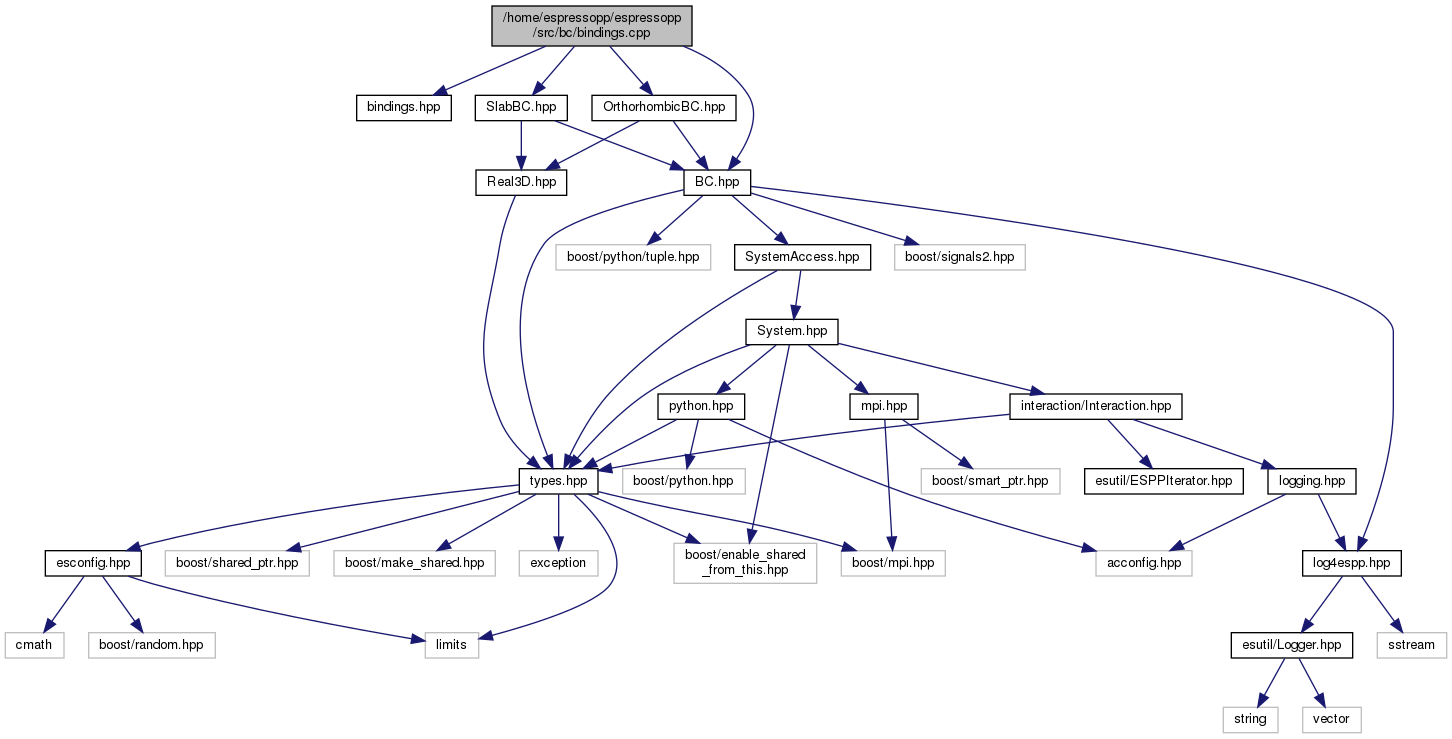 /home/espressopp/espressopp
/src/bc/bindings.cpp
bindings.hpp
SlabBC.hpp
OrthorhombicBC.hpp
Real3D.hpp
BC.hpp
boost/python/tuple.hpp
SystemAccess.hpp
boost/signals2.hpp
System.hpp
python.hpp
mpi.hpp
interaction/Interaction.hpp
types.hpp
boost/python.hpp
boost/smart_ptr.hpp
esutil/ESPPIterator.hpp
logging.hpp
esconfig.hpp
boost/shared_ptr.hpp
boost/make_shared.hpp
exception
boost/enable_shared
_from_this.hpp
boost/mpi.hpp
acconfig.hpp
log4espp.hpp
cmath
boost/random.hpp
limits
esutil/Logger.hpp
sstream
string
vector